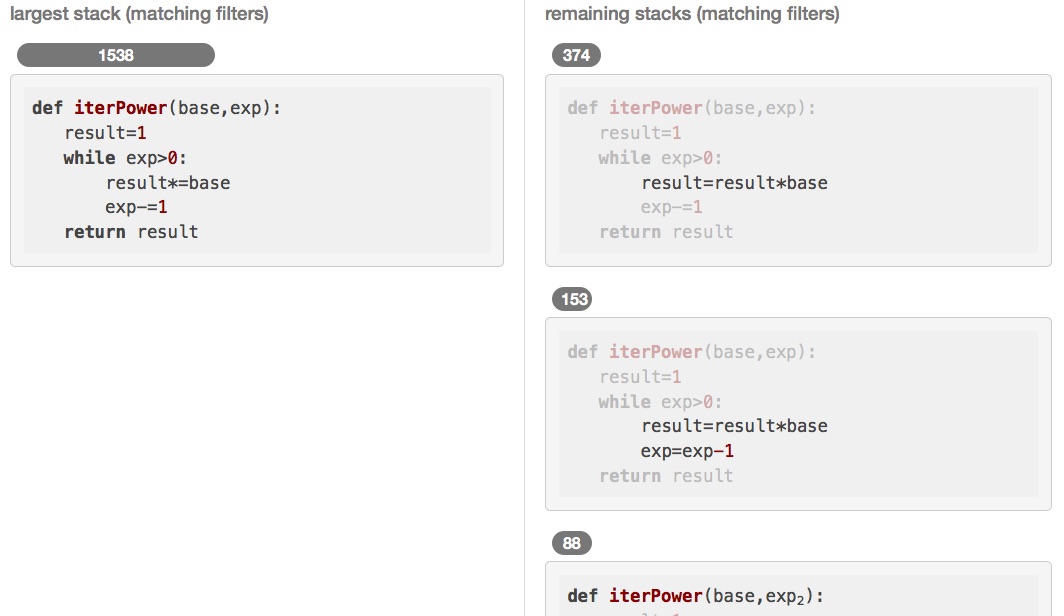 largest stack (matching filters)
1538
def iterPower(base,exp):
result=1
while exp>0:
result*=base
exp-=1
return result
remaining stacks (matching filters)
374
def iterPower(base,exp):
result=1
while exp>0:
result=result*base
exp-=1
return result
153
def iterPower(base,exp):
result=1
while exp>0:
result=result*base
exp=exp-1
return result
88
def iterPower(base,exp₂):